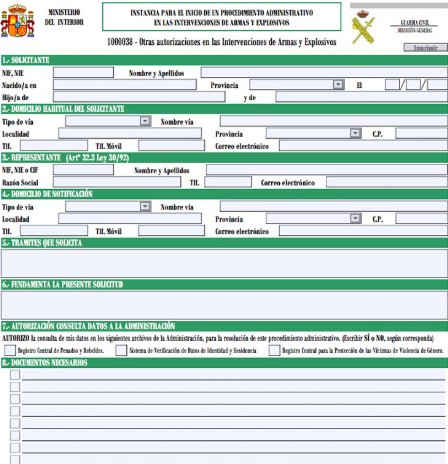 MINISTERIO
DEL INTERIOR
INSTANCIA PARA EL INICIO DE UN PROCEDIMIENTO ADMINISTRATIVO
EN LAS INTERVENCIONES DE ARMAS Y EXPLOSIVOS
GUARDIA CIVIL
DIRECCIÓN GENERAL
1000038 - Otras autorizaciones en las Intervenciones de Armas y Explosivos
Imprimir
1.- SOLICITANTE
NIF, NIE Nombre y Apellidos
Nacido/a en Provincia El / /
Hijo/a de y de
2.- DOMICILIO HABITUAL DEL SOLICITANTE
Tipo de vía Nombre vía
Localidad Provincia C.P.
Tlf. Tlf. Móvil Correo electrónico
3.- REPRESENTANTE (Artº 32.3 Ley 30/92)
NIF, NIE o CIF Nombre y Apellidos
Razón Social Tlf. Correo electrónico
4.- DOMICILIO DE NOTIFICACIÓN
Tipo de vía Nombre vía
Localidad Provincia C.P.
Tlf. Tlf. Móvil Correo electrónico
5.- TRAMITES QUE SOLICITA
6.- FUNDAMENTA LA PRESENTE SOLICITUD
7.- AUTORIZACIÓN CONSULTA DATOS A LA ADMINISTRACIÓN
AUTORIZO la consulta de mis datos en los siguientes archivos de la Administración, para la resolución de este procedimiento administrativo. (Escribir SÍ o NO, según corresponda)
Registro Central de Penados y Rebeldes. Sistema de Verificación de Datos de Identidad y Residencia Registro Central para la Protección de las Víctimas de Violencia de Género.
8.- DOCUMENTOS NECESARIOS